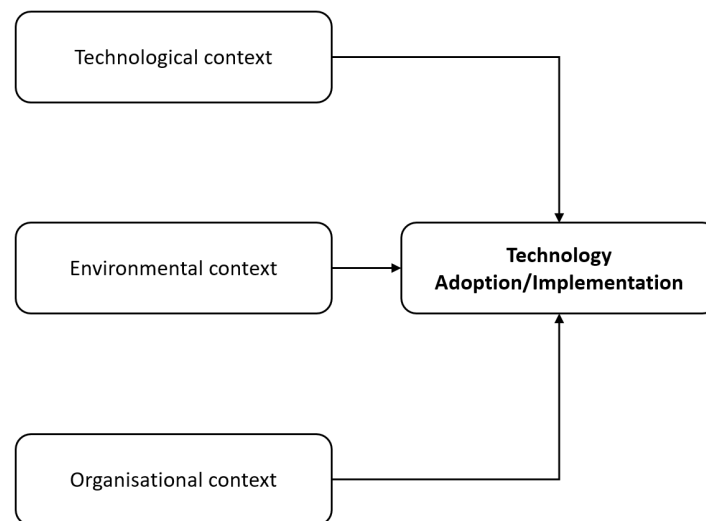 Technological context
Environmental context
Technology
Adoption/Implementation
Organisational context